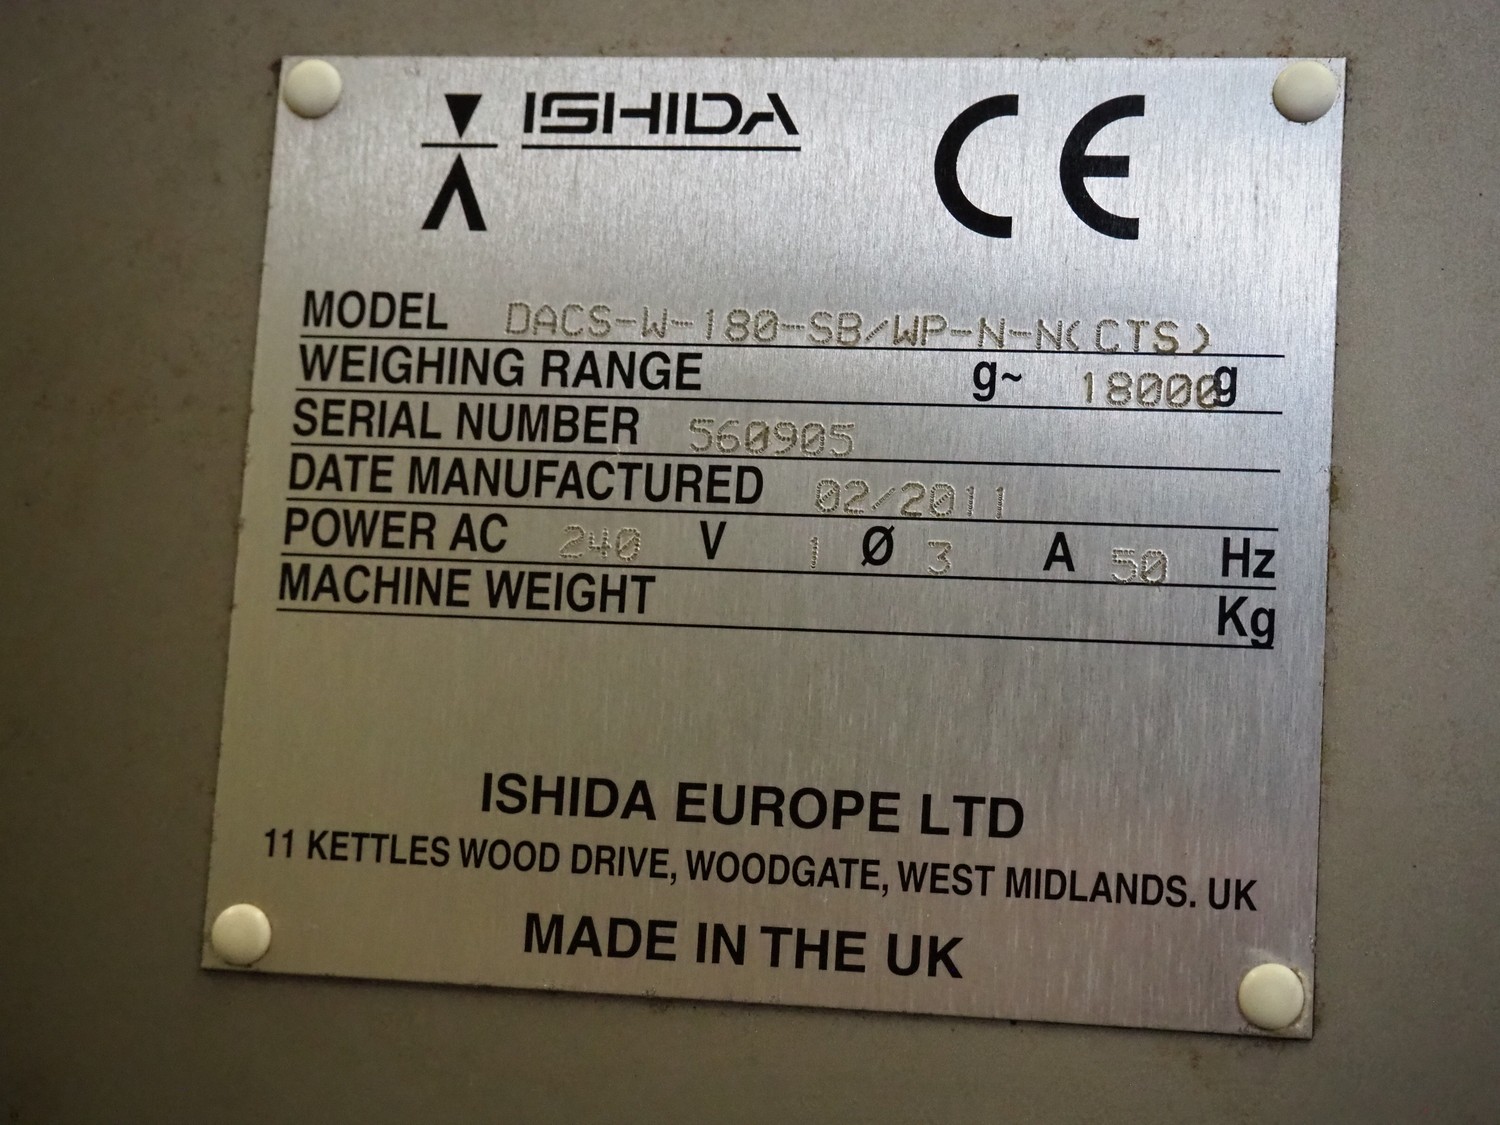 ISHIDA CE
MODEL DACS-W-180-SB/WP-N-N(CTS)
WEIGHING RANGE g~ 18000g
SERIAL NUMBER 560905
DATE MANUFACTURED 02/2011
POWER AC 240 V 1 Ø 3 A 50 Hz
MACHINE WEIGHT Kg
ISHIDA EUROPE LTD
11 KETTLES WOOD DRIVE, WOODGATE, WEST MIDLANDS. UK
MADE IN THE UK